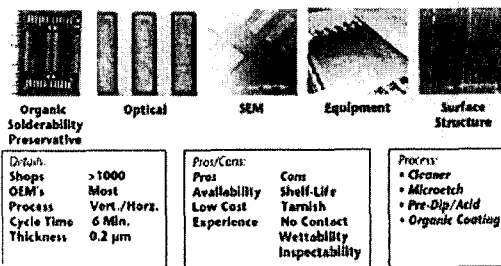 Organic
Solderability
Preservative
Optical
SEM
Equipment
Surface
Structure
Details:
Shops >1000
OEM's Most
Process Vert./Horz.
Cycle Time 6 Min.
Thickness 0.2 µm
Pros/Cons:
Pros Cons
Availability Shelf-Life
Low Cost Tarnish
Experience No Contact
Wettability
Inspectability
Process:
• Cleaner
• Microetch
• Pre-Dip/Acid
• Organic Coating